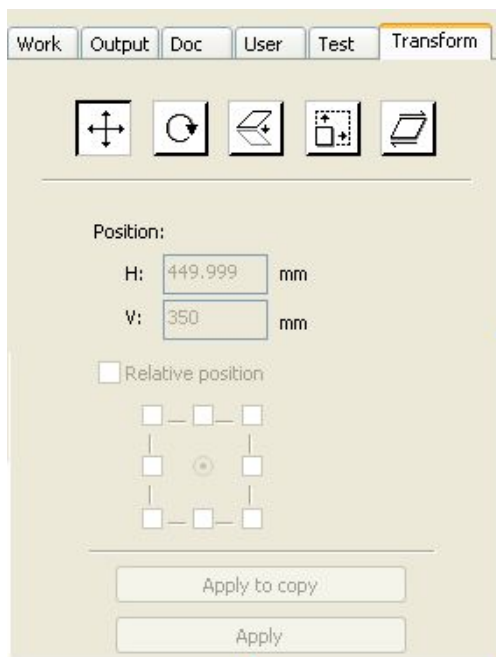 Work Output Doc User Test Transform
Position:
H: 449.999 mm
V: 350 mm
Relative position
Apply to copy
Apply